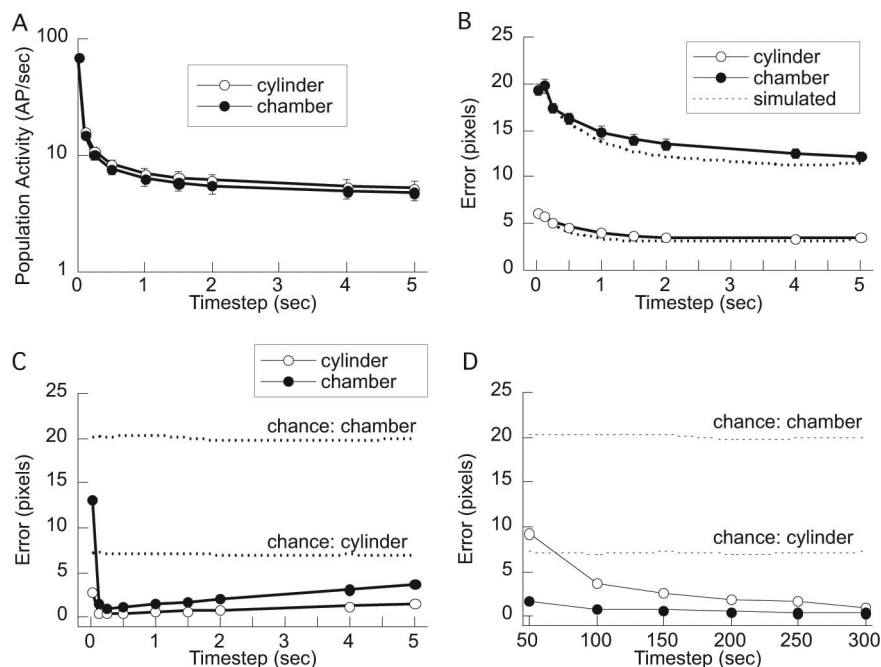 A
Population Activity (AP/sec)
100
10
1
cylinder
chamber
0 1 2 3 4 5
Timestep (sec)
B
Error (pixels)
25
20
15
10
5
0
cylinder
chamber
simulated
0 1 2 3 4 5
Timestep (sec)
C
cylinder
chamber
Error (pixels)
25
20
15
10
5
0
chance: chamber
chance: cylinder
0 1 2 3 4 5
Timestep (sec)
D
Error (pixels)
25
20
15
10
5
0
chance: chamber
chance: cylinder
50 100 150 200 250 300
Timestep (sec)